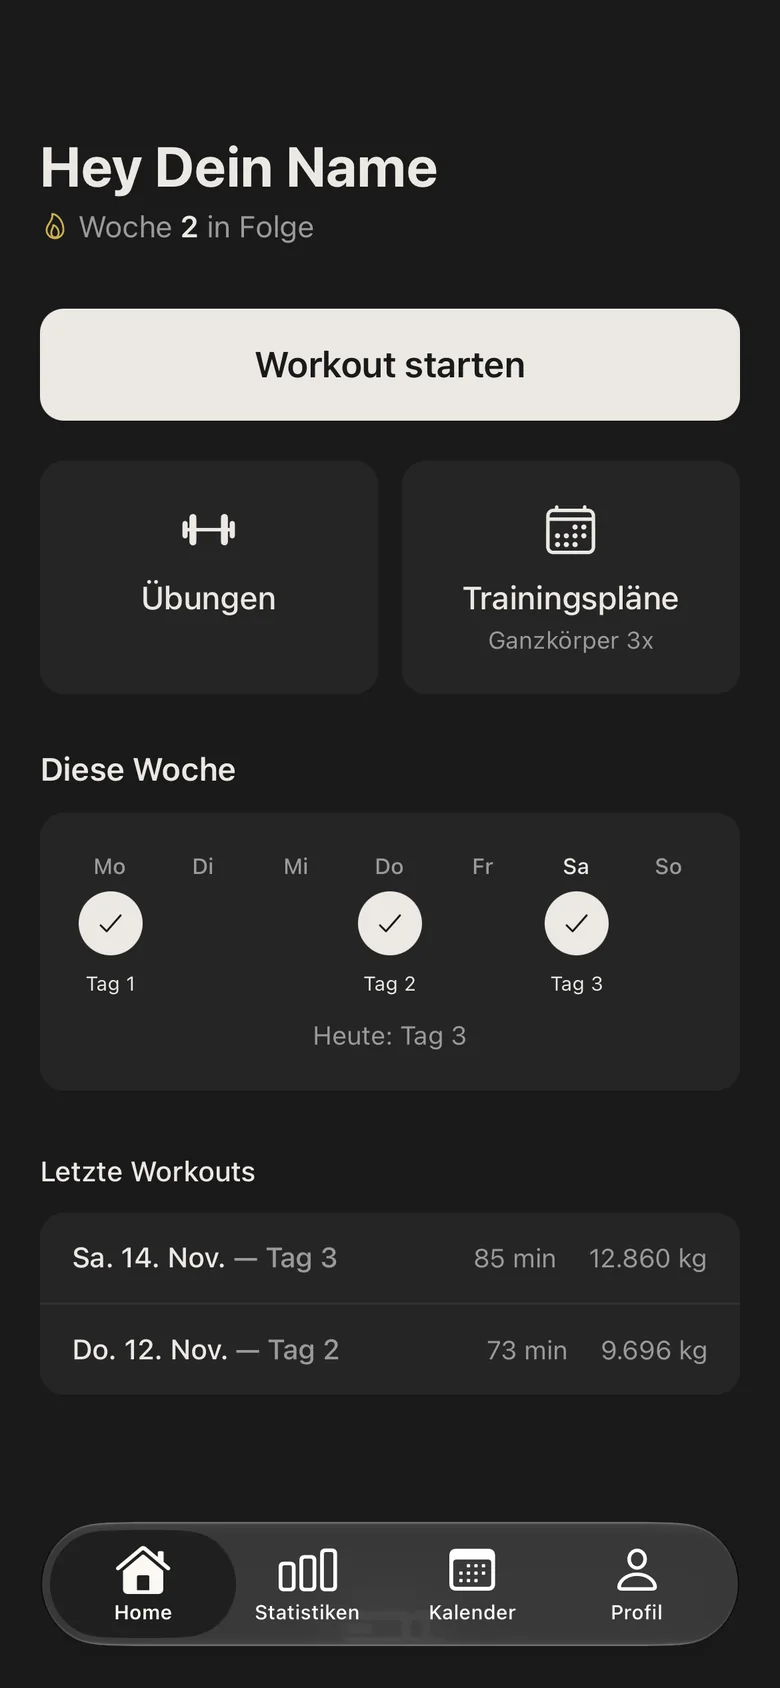 Hey Dein Name
Woche 2 in Folge
Workout starten
Übungen
Trainingspläne
Ganzkörper 3x
Diese Woche
Mo Di Mi Do Fr Sa So
Tag 1 Tag 2 Tag 3
Heute: Tag 3
Letzte Workouts
Sa. 14. Nov. — Tag 3 85 min 12.860 kg
Do. 12. Nov. — Tag 2 73 min 9.696 kg
Home Statistiken Kalender Profil